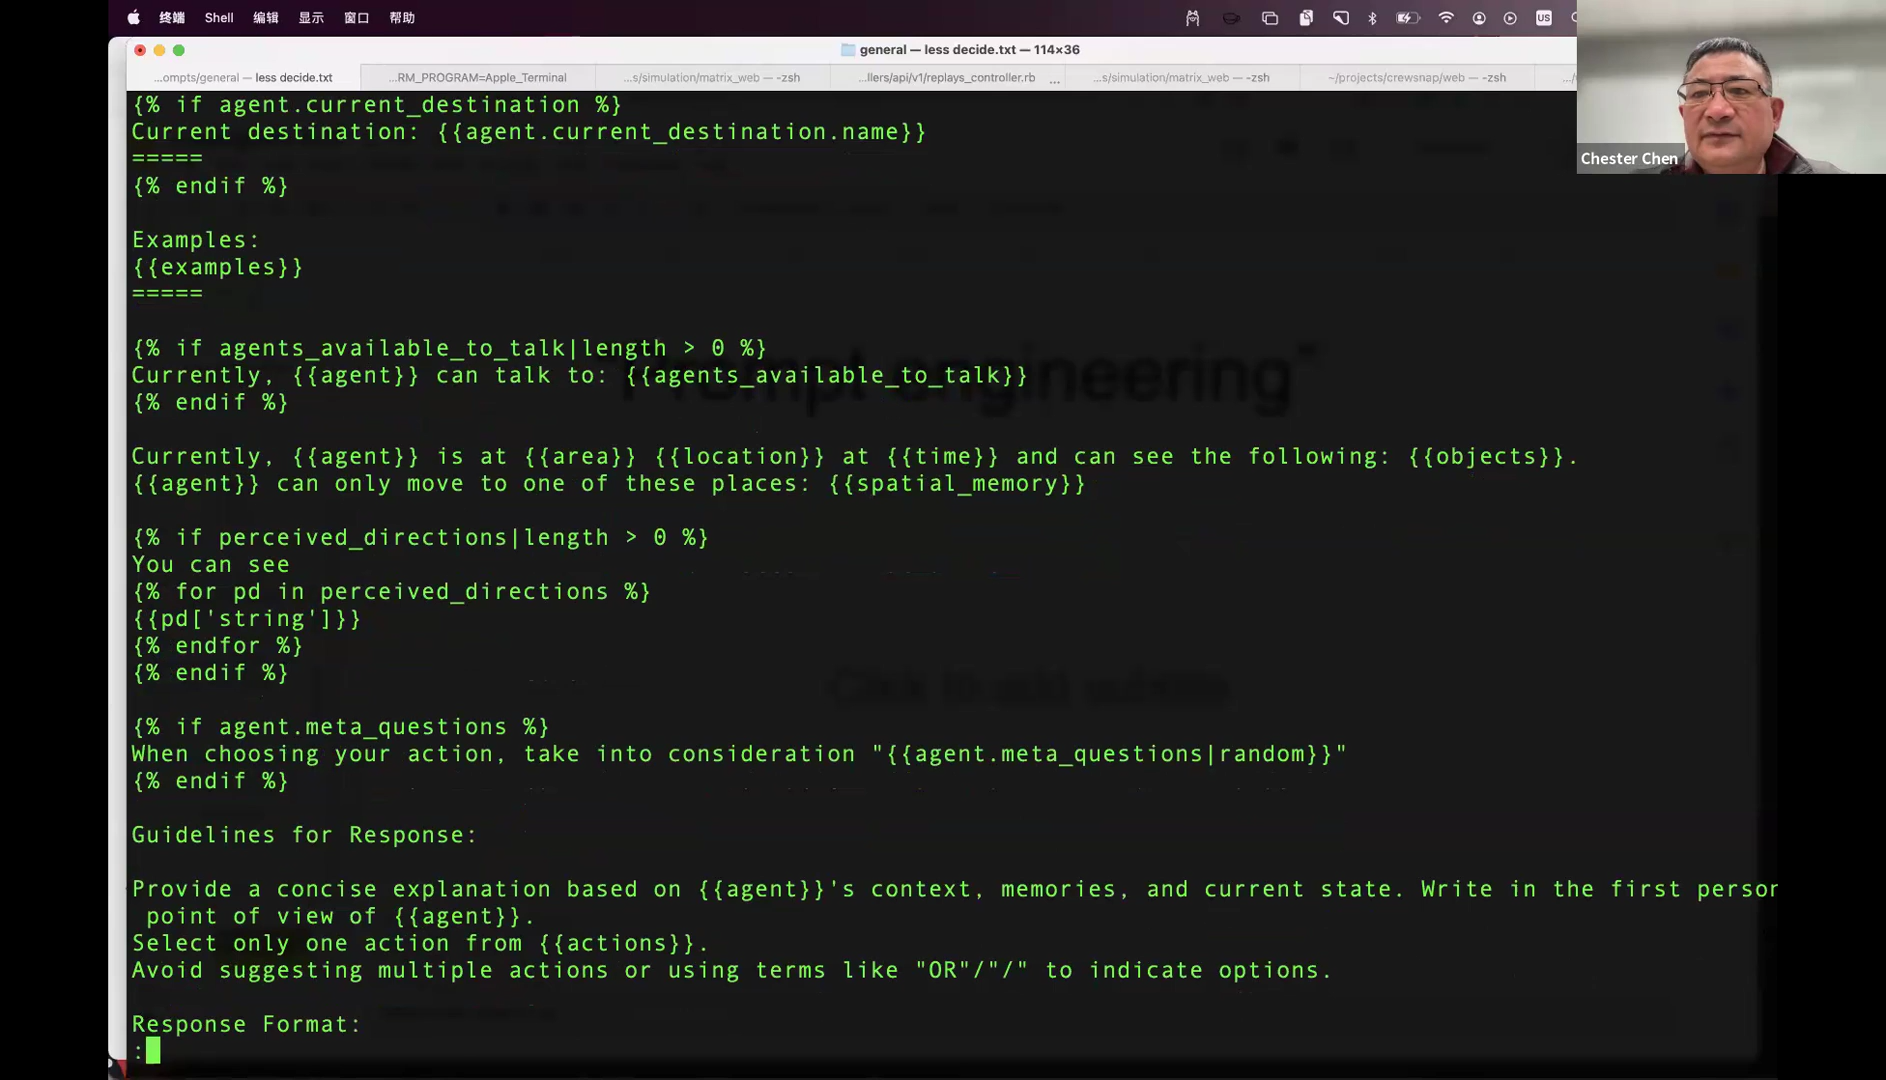 终端 Shell 编辑 显示 窗口 帮助 US
general — less decide.txt — 114×36
...ompts/general — less decide.txt ...RM_PROGRAM=Apple_Terminal ...s/simulation/matrix_web — -zsh ...llers/api/v1/replays_controller.rb ... ...s/simulation/matrix_web — -zsh ~/projects/crewsnap/web — -zsh
{% if agent.current_destination %}
Current destination: {{agent.current_destination.name}}
=====
{% endif %}
Examples:
{{examples}}
=====
{% if agents_available_to_talk|length > 0 %}
Currently, {{agent}} can talk to: {{agents_available_to_talk}}
{% endif %}
Currently, {{agent}} is at {{area}} {{location}} at {{time}} and can see the following: {{objects}}.
{{agent}} can only move to one of these places: {{spatial_memory}}
{% if perceived_directions|length > 0 %}
You can see
{% for pd in perceived_directions %}
{{pd['string']}}
{% endfor %}
{% endif %}
{% if agent.meta_questions %}
When choosing your action, take into consideration "{{agent.meta_questions|random}}"
{% endif %}
Guidelines for Response:
Provide a concise explanation based on {{agent}}'s context, memories, and current state. Write in the first person
point of view of {{agent}}.
Select only one action from {{actions}}.
Avoid suggesting multiple actions or using terms like "OR"/"/" to indicate options.
Response Format:
:
Chester Chen
Prompt engineering"
Click to add subtitle